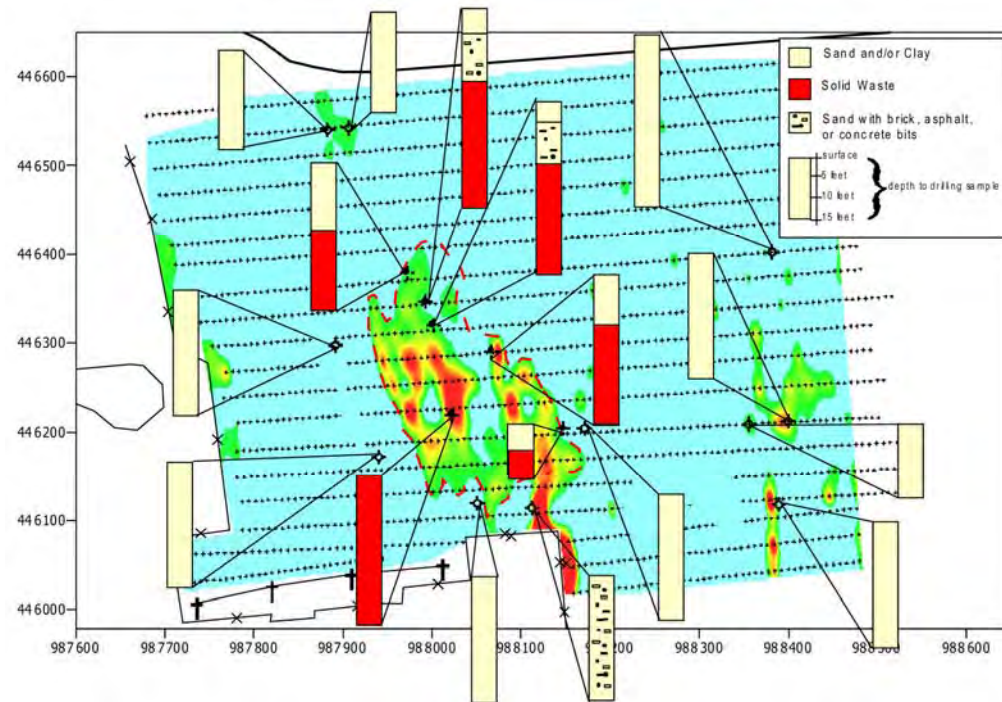 Sand and/or Clay
Solid Waste
Sand with brick, asphalt,
or concrete bits
surface
5 feet
10 feet
15 feet
depth to drilling sample
446600
446500
446400
446300
446200
446100
446000
987600 987700 987800 987900 988000 988100 988200 988300 988400 988500 988600